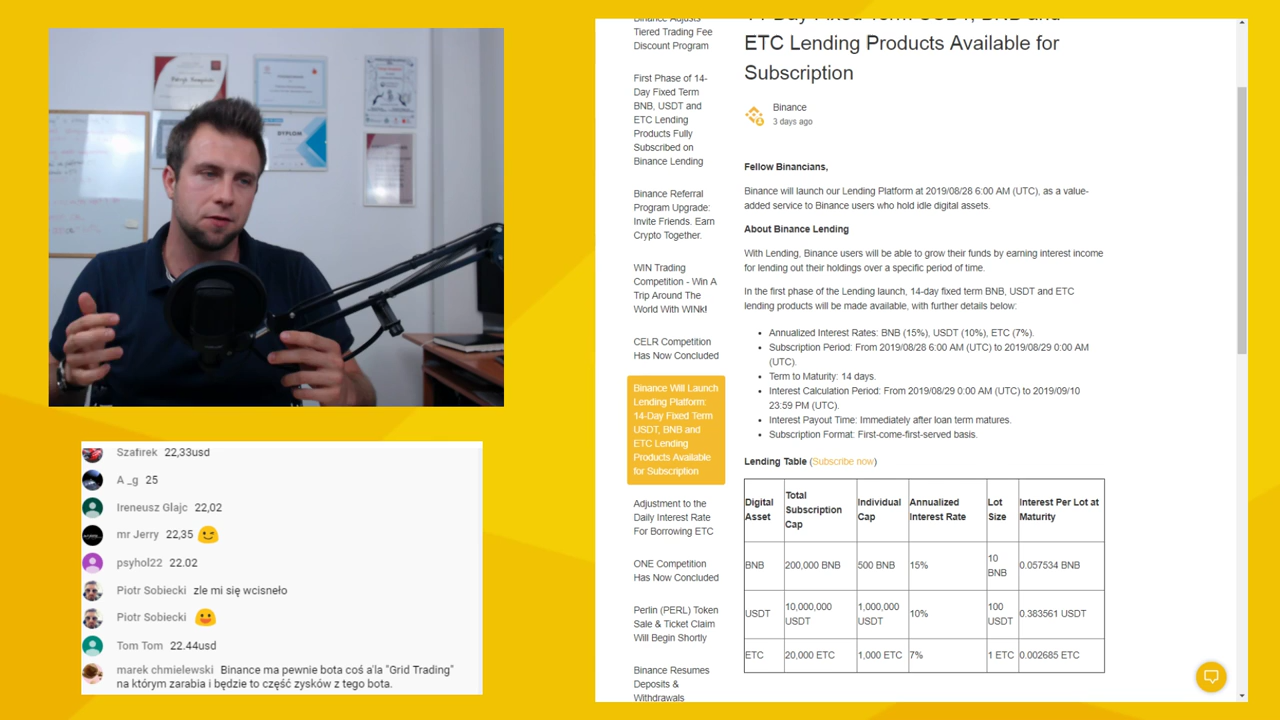 DYPLOM
Szafirek 22,33usd
A _g 25
Ireneusz Glajc 22,02
mr Jerry 22,35
psyhol22 22.02
Piotr Sobiecki zle mi się wcisneło
Piotr Sobiecki
Tom Tom 22.44usd
marek chmielewski Binance ma pewnie bota coś a'la "Grid Trading"
na którym zarabia i będzie to część zysków z tego bota.
Binance Adjusts
Tiered Trading Fee
Discount Program
First Phase of 14-
Day Fixed Term
BNB, USDT and
ETC Lending
Products Fully
Subscribed on
Binance Lending
Binance Referral
Program Upgrade:
Invite Friends. Earn
Crypto Together.
WIN Trading
Competition - Win A
Trip Around The
World With WINk!
CELR Competition
Has Now Concluded
Binance Will Launch
Lending Platform:
14-Day Fixed Term
USDT, BNB and
ETC Lending
Products Available
for Subscription
Adjustment to the
Daily Interest Rate
For Borrowing ETC
ONE Competition
Has Now Concluded
Perlin (PERL) Token
Sale & Ticket Claim
Will Begin Shortly
Binance Resumes
Deposits &
Withdrawals
14-Day Fixed Term USDT, BNB and
ETC Lending Products Available for
Subscription
Binance
3 days ago
Fellow Binancians,
Binance will launch our Lending Platform at 2019/08/28 6:00 AM (UTC), as a value-
added service to Binance users who hold idle digital assets.
About Binance Lending
With Lending, Binance users will be able to grow their funds by earning interest income
for lending out their holdings over a specific period of time.
In the first phase of the Lending launch, 14-day fixed term BNB, USDT and ETC
lending products will be made available, with further details below:
• Annualized Interest Rates: BNB (15%), USDT (10%), ETC (7%).
• Subscription Period: From 2019/08/28 6:00 AM (UTC) to 2019/08/29 0:00 AM
(UTC).
• Term to Maturity: 14 days.
• Interest Calculation Period: From 2019/08/29 0:00 AM (UTC) to 2019/09/10
23:59 PM (UTC).
• Interest Payout Time: Immediately after loan term matures.
• Subscription Format: First-come-first-served basis.
Lending Table (Subscribe now)
Digital Asset Total Subscription Cap Individual Cap Annualized Interest Rate Lot Size Interest Per Lot at Maturity
BNB 200,000 BNB 500 BNB 15% 10 BNB 0.057534 BNB
USDT 10,000,000 USDT 1,000,000 USDT 10% 100 USDT 0.383561 USDT
ETC 20,000 ETC 1,000 ETC 7% 1 ETC 0.002685 ETC